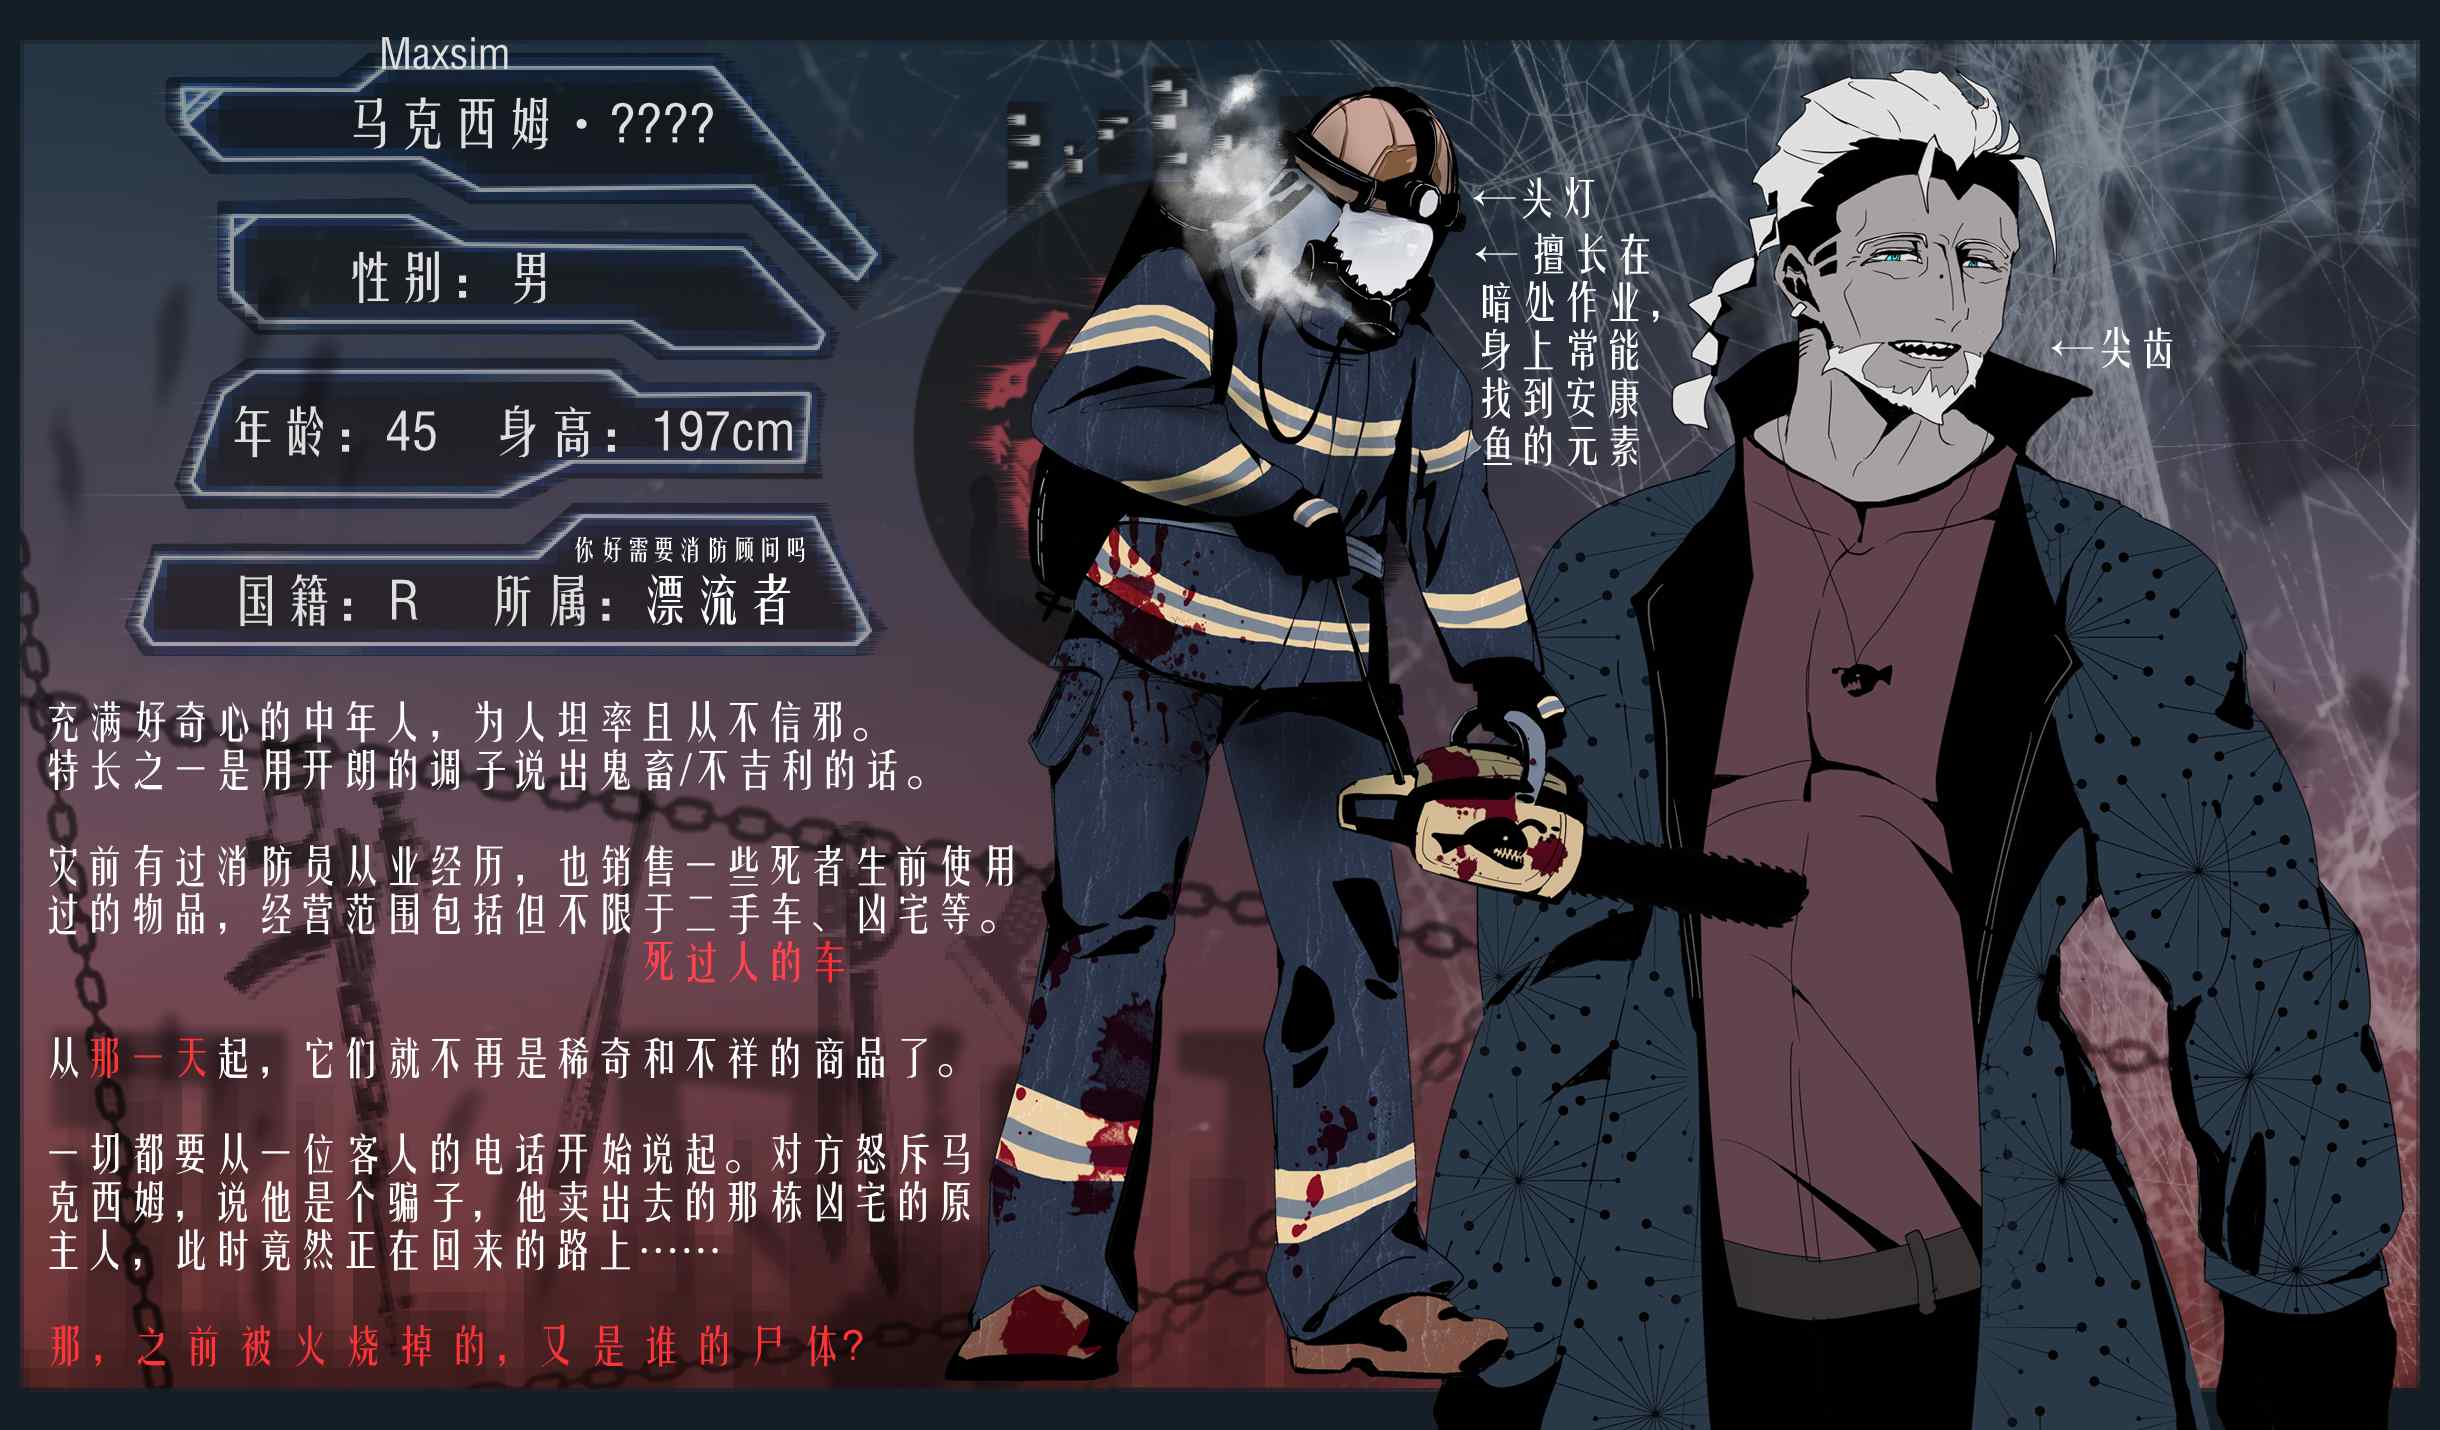 Maxsim
马克西姆·????
性别：男
年龄：45 身高：197cm
你好需要消防顾问吗
国籍：R 所属：漂流者
充满好奇心的中年人，为人坦率且从不信邪。
特长之一是用开朗的调子说出鬼畜/不吉利的话。
灾前有过消防员从业经历，也销售一些死者生前使用
过的物品，经营范围包括但不限于二手车、凶宅等。
死过人的车
从那一天起，它们就不再是稀奇和不祥的商品了。
一切都要从一位客人的电话开始说起。对方怒斥马
克西姆，说他是个骗子，他卖出去的那栋凶宅的原
主人，此时竟然正在回来的路上……
那，之前被火烧掉的，又是谁的尸体?
←头灯
←擅长在
暗处作业，
身上常能
找到安康
鱼的元素
←尖齿